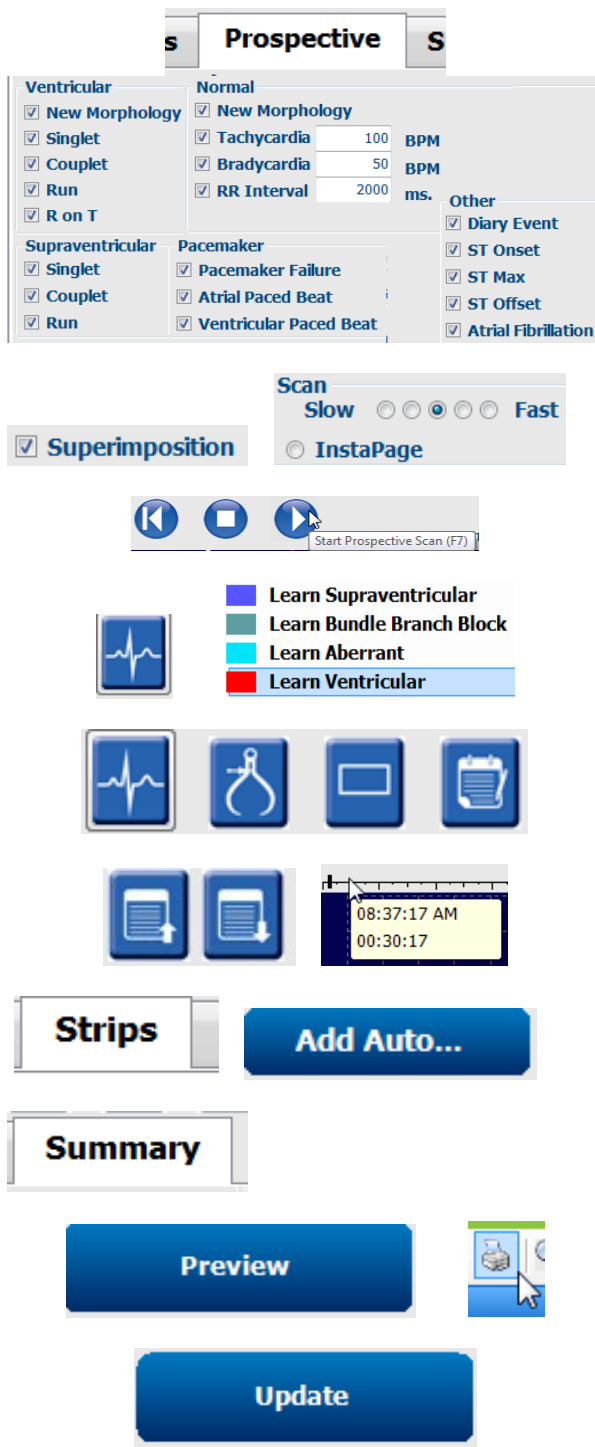 s Prospective S
Ventricular
New Morphology
Singlet
Couplet
Run
R on T
Normal
New Morphology
Tachycardia 100 BPM
Bradycardia 50 BPM
RR Interval 2000 ms.
Supraventricular
Singlet
Couplet
Run
Pacemaker
Pacemaker Failure
Atrial Paced Beat
Ventricular Paced Beat
Other
Diary Event
ST Onset
ST Max
ST Offset
Atrial Fibrillation
Superimposition
Scan
Slow Fast
InstaPage
Start Prospective Scan (F7)
Learn Supraventricular
Learn Bundle Branch Block
Learn Aberrant
Learn Ventricular
08:37:17 AM
00:30:17
Strips
Add Auto...
Summary
Preview
Update